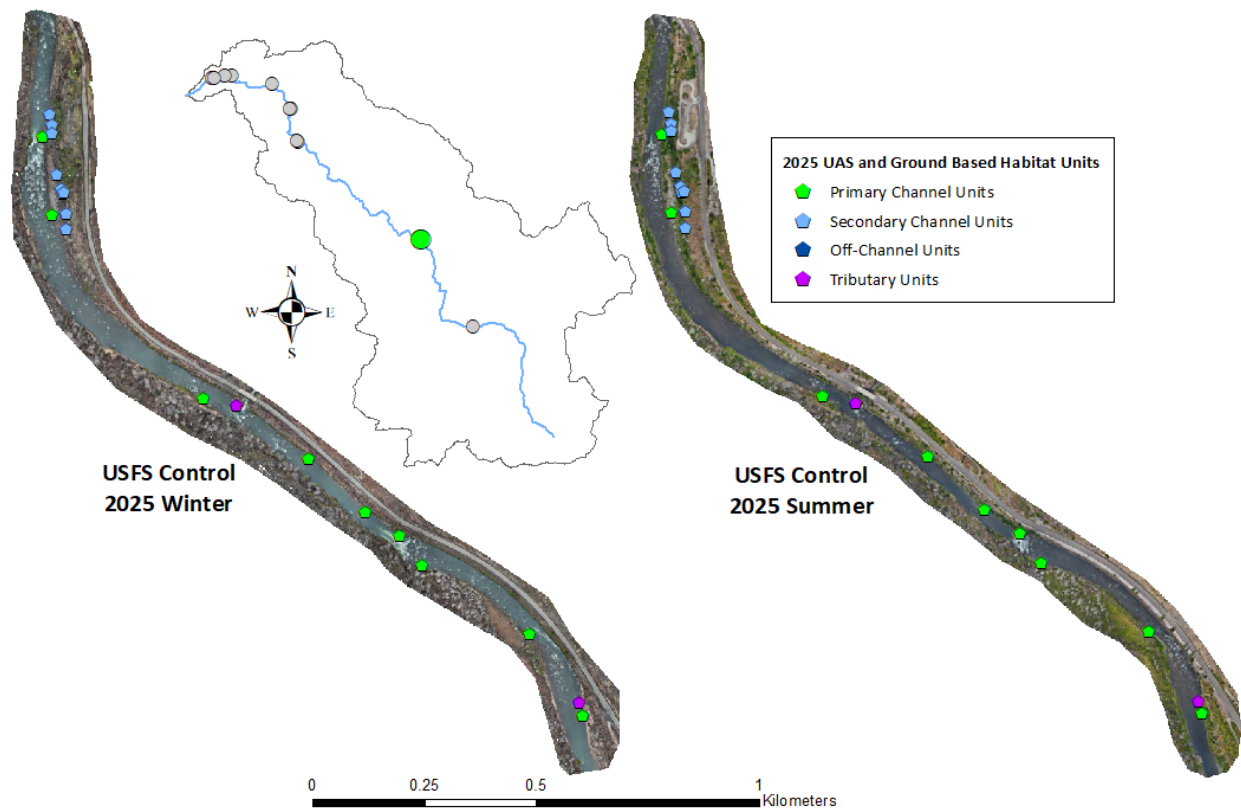 2025 UAS and Ground Based Habitat Units
Primary Channel Units
Secondary Channel Units
Off-Channel Units
Tributary Units
N
W E
S
USFS Control
2025 Winter
USFS Control
2025 Summer
0 0.25 0.5 1
Kilometers